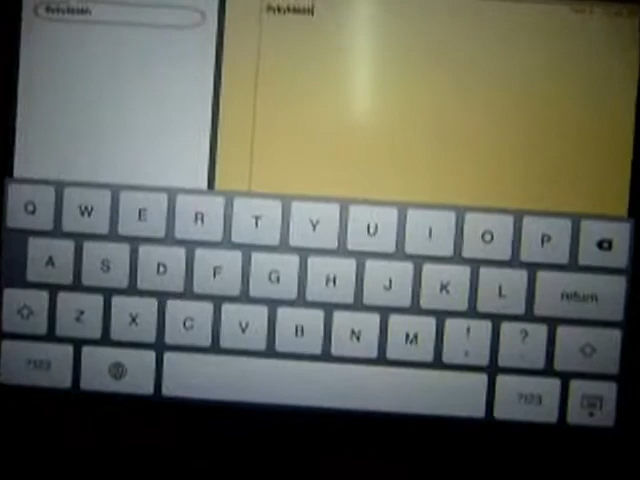 Q W E R T Y U I O P
A S D F G H J K L return
Z X C V B N M ! , ? .
.?123 .?123